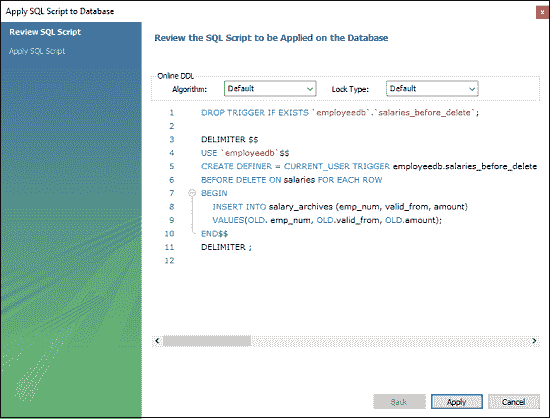 Apply SQL Script to Database
x
Review SQL Script
Apply SQL Script
Review the SQL Script to be Applied on the Database
Online DDL
Algorithm: Default Lock Type: Default
1 DROP TRIGGER IF EXISTS `employeedb`.`salaries_before_delete`;
2
3 DELIMITER $$
4 USE `employeedb`$$
5 CREATE DEFINER = CURRENT_USER TRIGGER employeedb.salaries_before_delete
6 BEFORE DELETE ON salaries FOR EACH ROW
7 BEGIN
8 INSERT INTO salary_archives (emp_num, valid_from, amount)
9 VALUES(OLD. emp_num, OLD.valid_from, OLD.amount);
10 END$$
11 DELIMITER ;
12
Back Apply Cancel